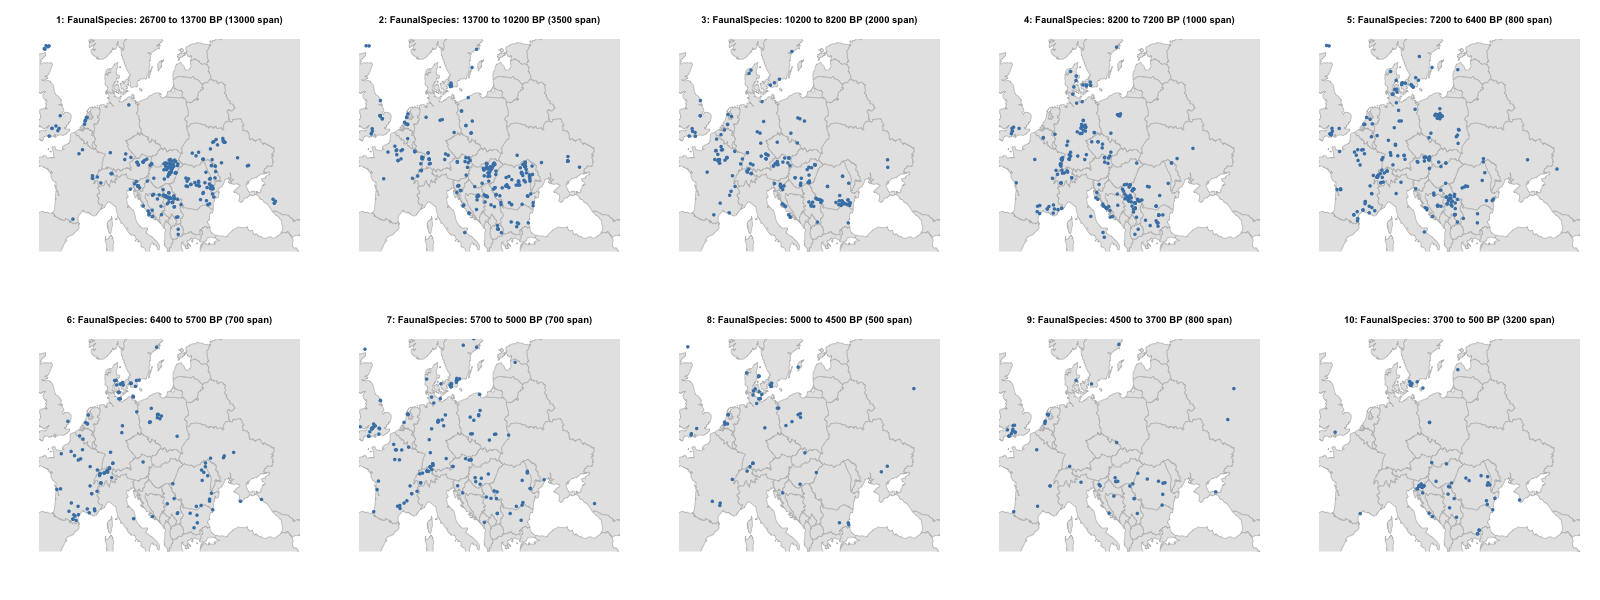 1: FaunalSpecies: 26700 to 13700 BP (13000 span)
2: FaunalSpecies: 13700 to 10200 BP (3500 span)
3: FaunalSpecies: 10200 to 8200 BP (2000 span)
4: FaunalSpecies: 8200 to 7200 BP (1000 span)
5: FaunalSpecies: 7200 to 6400 BP (800 span)
6: FaunalSpecies: 6400 to 5700 BP (700 span)
7: FaunalSpecies: 5700 to 5000 BP (700 span)
8: FaunalSpecies: 5000 to 4500 BP (500 span)
9: FaunalSpecies: 4500 to 3700 BP (800 span)
10: FaunalSpecies: 3700 to 500 BP (3200 span)